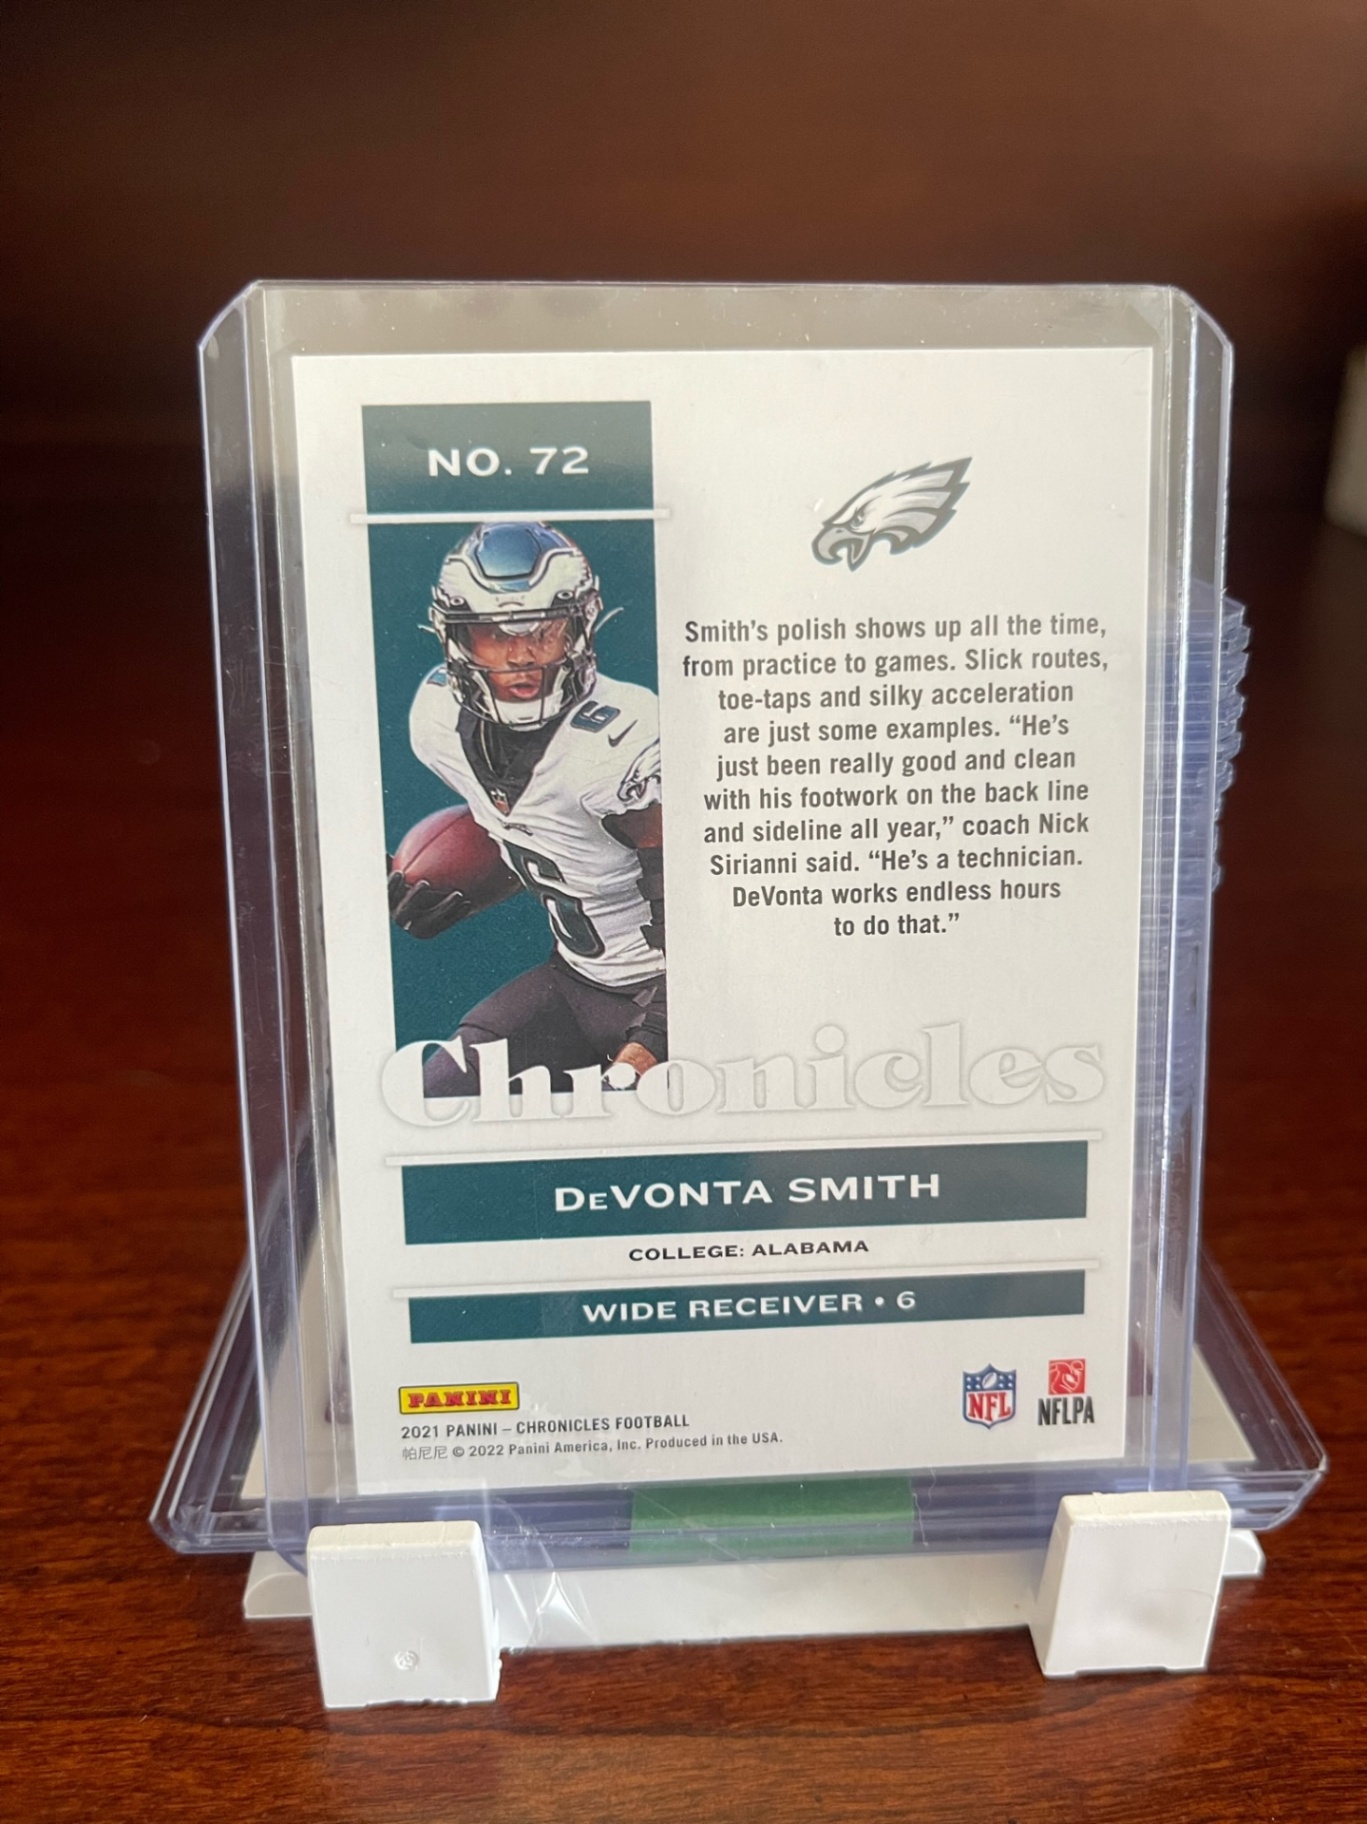 NO. 72
6
6
Smith's polish shows up all the time,
from practice to games. Slick routes,
toe-taps and silky acceleration
are just some examples. “He's
just been really good and clean
with his footwork on the back line
and sideline all year,” coach Nick
Sirianni said. “He's a technician.
DeVonta works endless hours
to do that.”
Chronicles
DeVONTA SMITH
COLLEGE: ALABAMA
WIDE RECEIVER • 6
PANINI
2021 PANINI – CHRONICLES FOOTBALL
帕尼尼 © 2022 Panini America, Inc. Produced in the USA.
NFL
NFLPA